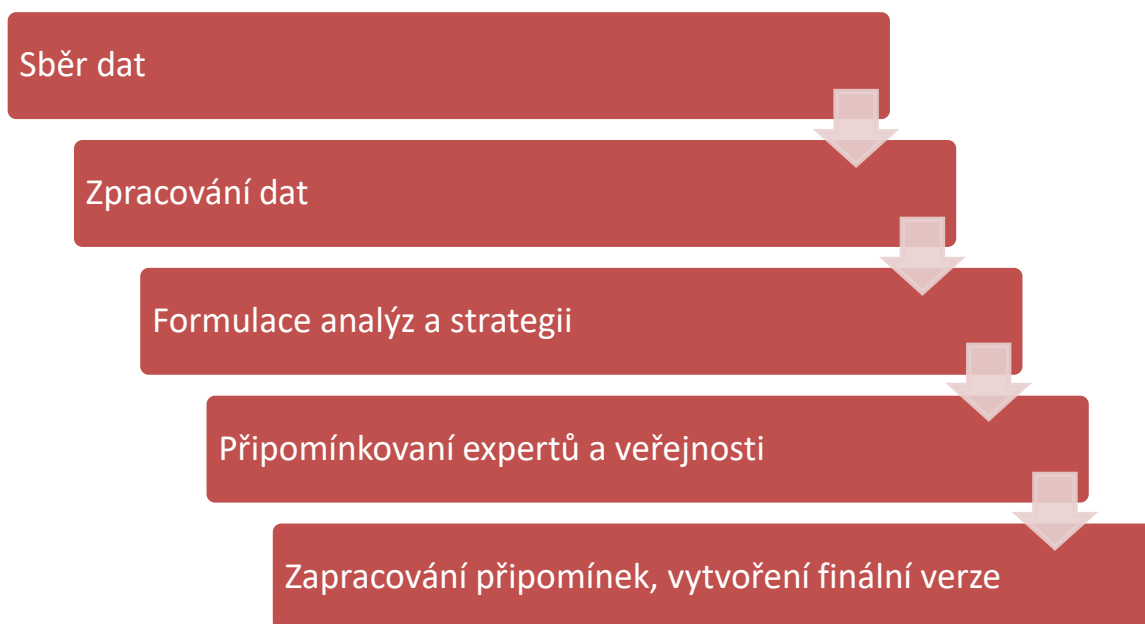 Sběr dat
Zpracování dat
Formulace analýz a strategii
Připomínkovaní expertů a veřejnosti
Zapracování připomínek, vytvoření finální verze